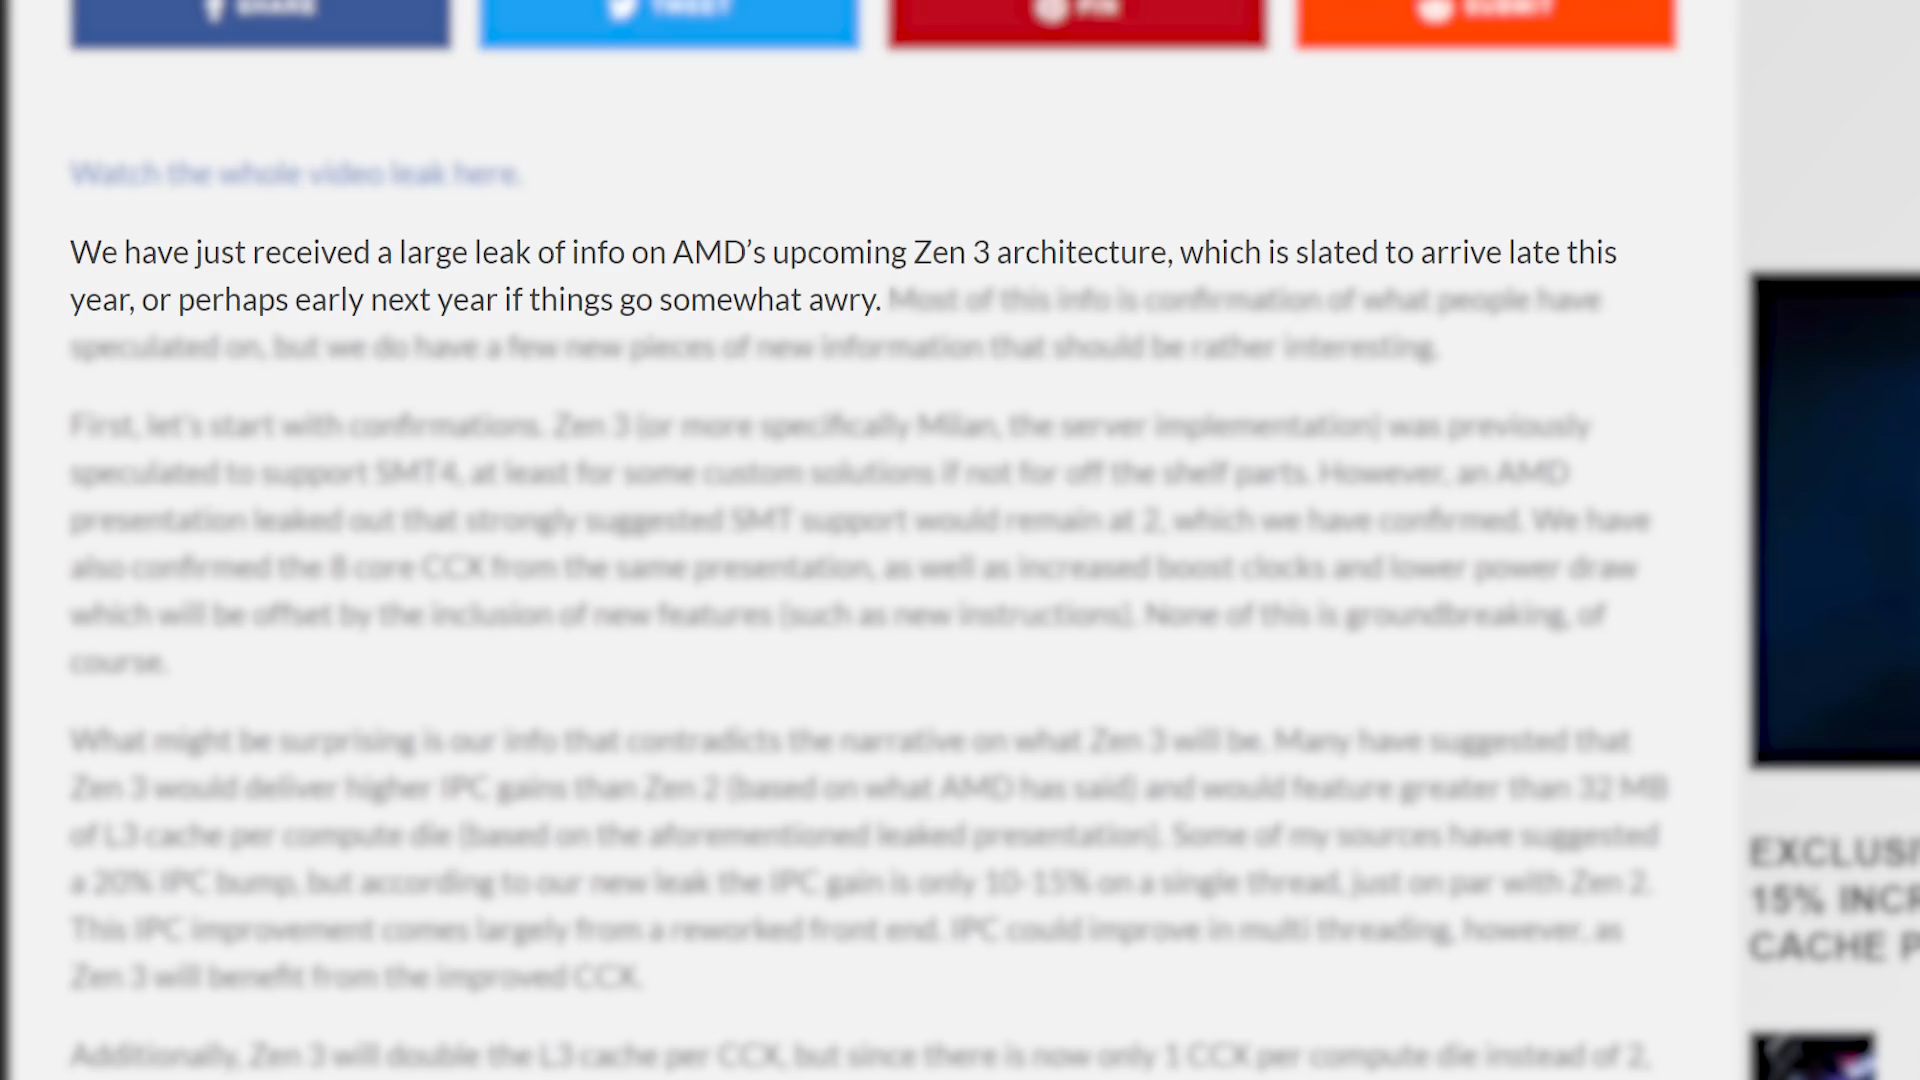 SHARE
TWEET
PIN
SUBMIT
Watch the whole video leak here.
We have just received a large leak of info on AMD’s upcoming Zen 3 architecture, which is slated to arrive late this
year, or perhaps early next year if things go somewhat awry. Most of this info is confirmation of what people have
speculated on, but we do have a few new pieces of new information that should be rather interesting.
First, let's start with confirmations. Zen 3 (or more specifically Milan, the server implementation) was previously
speculated to support SMT4, at least for some custom solutions if not for off the shelf parts. However, an AMD
presentation leaked out that strongly suggested SMT support would remain at 2, which we have confirmed. We have
also confirmed the 8 core CCX from the same presentation, as well as increased boost clocks and lower power draw
which will be offset by the inclusion of new features (such as new instructions). None of this is groundbreaking, of
course.
What might be surprising is our info that contradicts the narrative on what Zen 3 will be. Many have suggested that
Zen 3 would deliver higher IPC gains than Zen 2 (based on what AMD has said) and would feature greater than 32 MB
of L3 cache per compute die (based on the aforementioned leaked presentation). Some of my sources have suggested
a 20% IPC bump, but according to our new leak the IPC gain is only 10-15% on a single thread, just on par with Zen 2.
This IPC improvement comes largely from a reworked front end. IPC could improve in multi threading, however, as
Zen 3 will benefit from the improved CCX.
Additionally, Zen 3 will double the L3 cache per CCX, but since there is now only 1 CCX per compute die instead of 2,
EXCLUSI
15% INCR
CACHE P